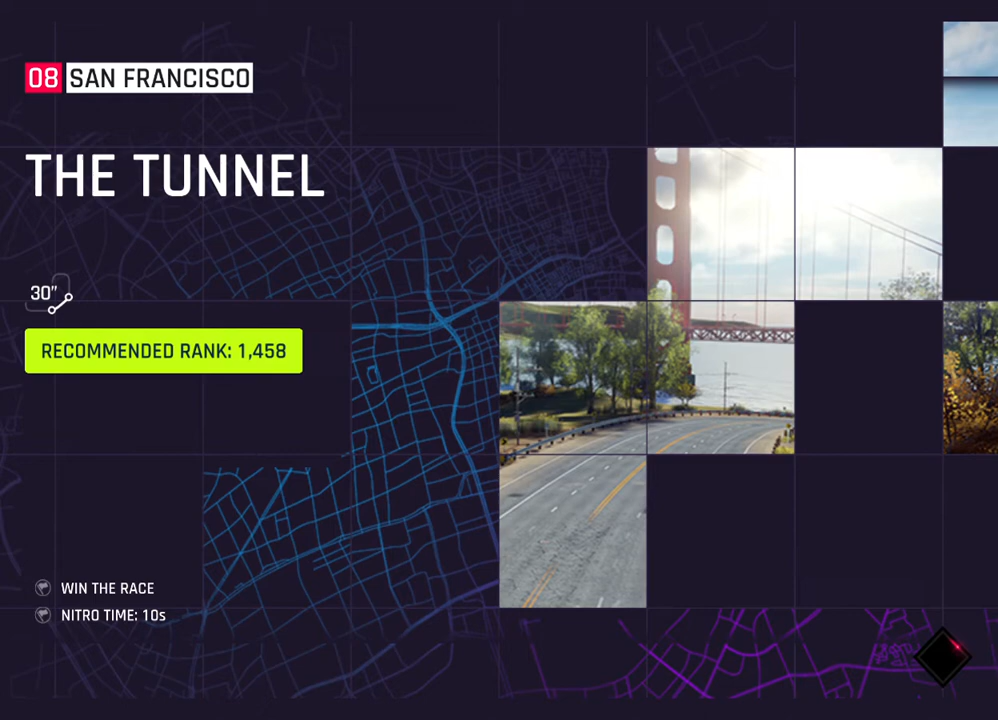 08 SAN FRANCISCO
THE TUNNEL
30"
RECOMMENDED RANK: 1,458
WIN THE RACE
NITRO TIME: 10s